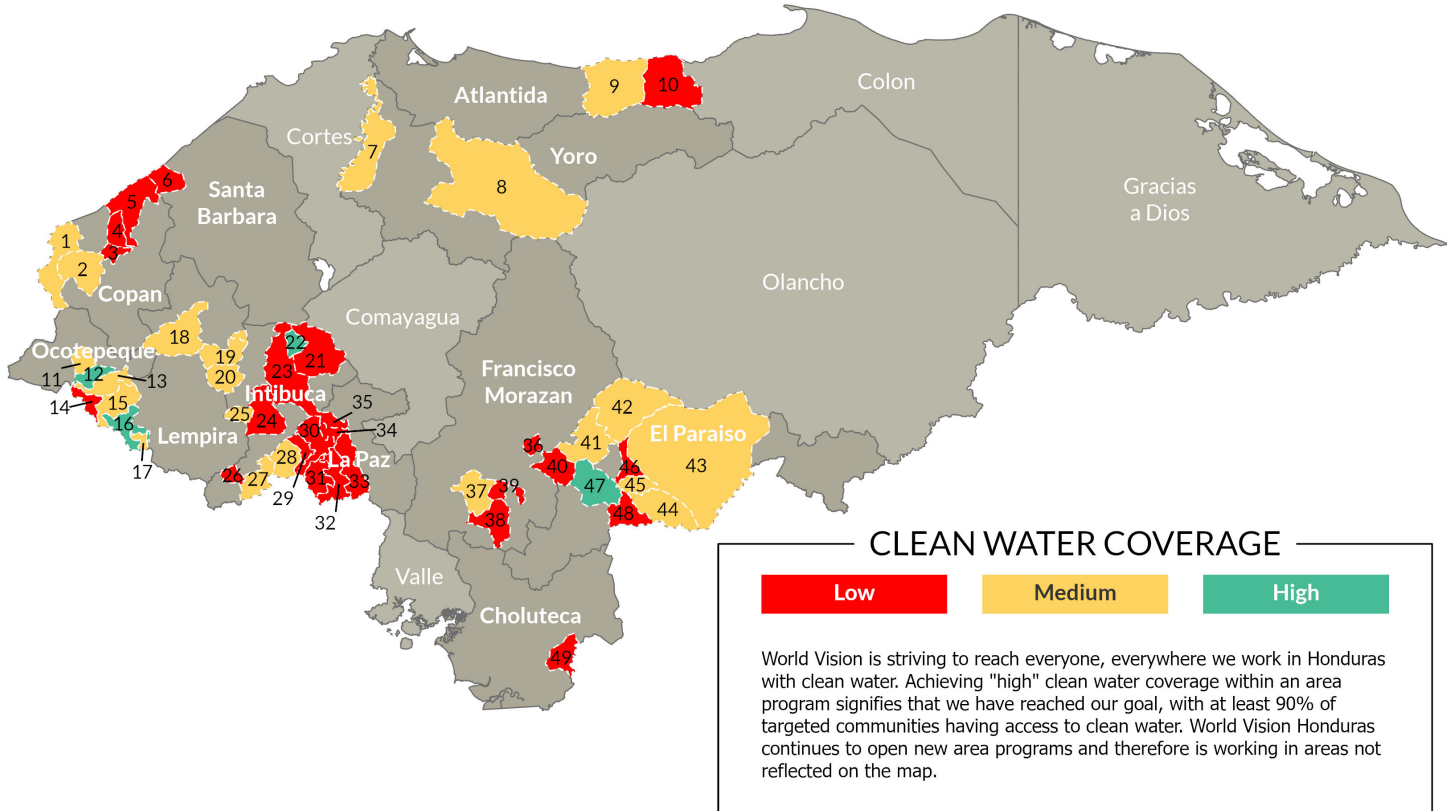 9
10
Colon
Atlantida
Cortes
7
Yoro
6
5
Santa
Barbara
8
Gracias
a Dios
4
1
3
2
Olancho
Copan
Comayagua
18
22
Ocotepeque
19
21
11
12
13
20
23
Francisco
Morazan
14
15
Intibuca
35
42
16
25
24
Lempira
30
34
El Paraiso
17
28
La Paz
36
41
43
26
27
29
31
33
40
46
32
37
39
47
45
38
48
44
Valle
Choluteca
49
CLEAN WATER COVERAGE
Low
Medium
High
World Vision is striving to reach everyone, everywhere we work in Honduras
with clean water. Achieving "high" clean water coverage within an area
program signifies that we have reached our goal, with at least 90% of
targeted communities having access to clean water. World Vision Honduras
continues to open new area programs and therefore is working in areas not
reflected on the map.